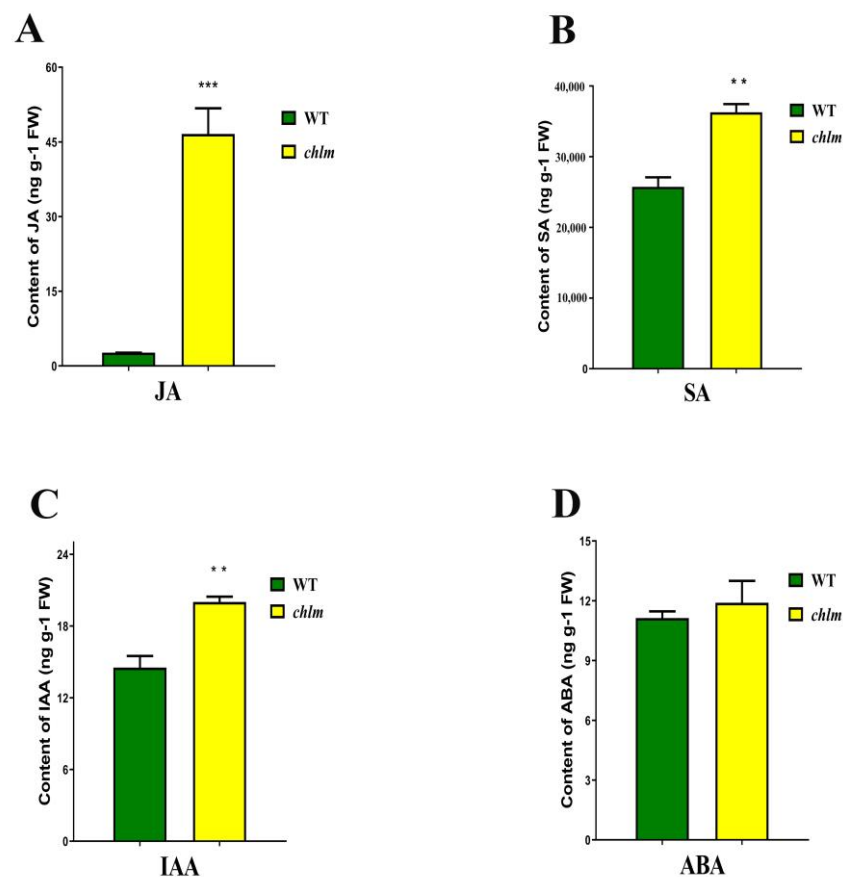 A
Content of JA (ng g-1 FW)
60
45
30
15
0
***
WT
chlm
JA
B
Content of SA (ng g-1 FW)
40,000
30,000
20,000
10,000
0
**
WT
chlm
SA
C
Content of IAA (ng g-1 FW)
24
18
12
6
0
**
WT
chlm
IAA
D
Content of ABA (ng g-1 FW)
15
12
9
6
3
0
WT
chlm
ABA